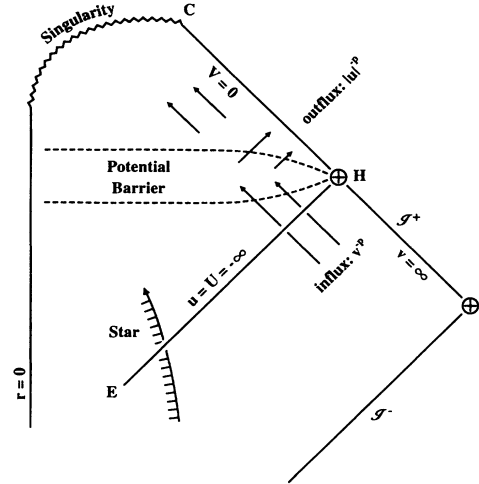 Singularity
C
V = 0
outflux: |u|⁻ᵖ
Potential
Barrier
H
𝒥⁺
v = ∞
influx: v⁻ᵖ
u = U = -∞
Star
E
r = 0
𝒥⁻